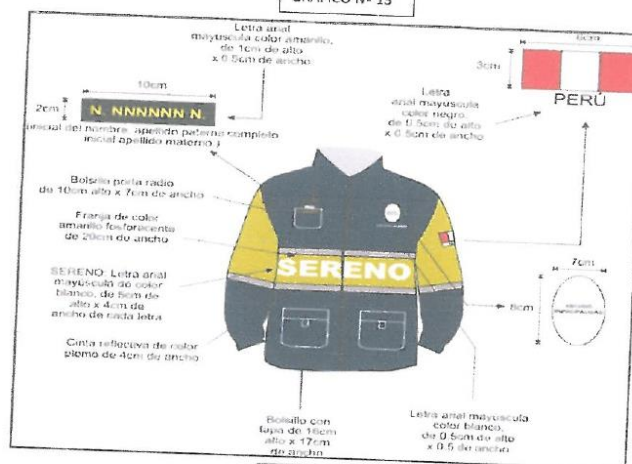 GRAFICO Nº 13
Letra arial
mayuscula color amarillo,
de 1cm de alto
x 0.5cm de ancho
10cm
2cm
N. NNNNNN N.
(inicial del nombre, apellido paterno completo
inicial apellido materno.)
6cm
3cm
PERÚ
Letra
arial mayuscula
color negro,
de 0.5cm de alto
x 0.5cm de ancho
Bolsillo porta radio
de 10cm alto x 7cm de ancho
Franja de color
amarillo fosforecente
de 20cm de ancho
SERENO: Letra arial
mayuscula de color
blanco, de 5cm de
alto x 4cm de
ancho de cada letra
Cinta reflectiva de color
plomo de 4cm de ancho
SERENO
7cm
8cm
Bolsillo con
tapa de 16cm
alto x 17cm
de ancho
Letra arial mayuscula
color blanco,
de 0.5cm de alto
x 0.5 de ancho